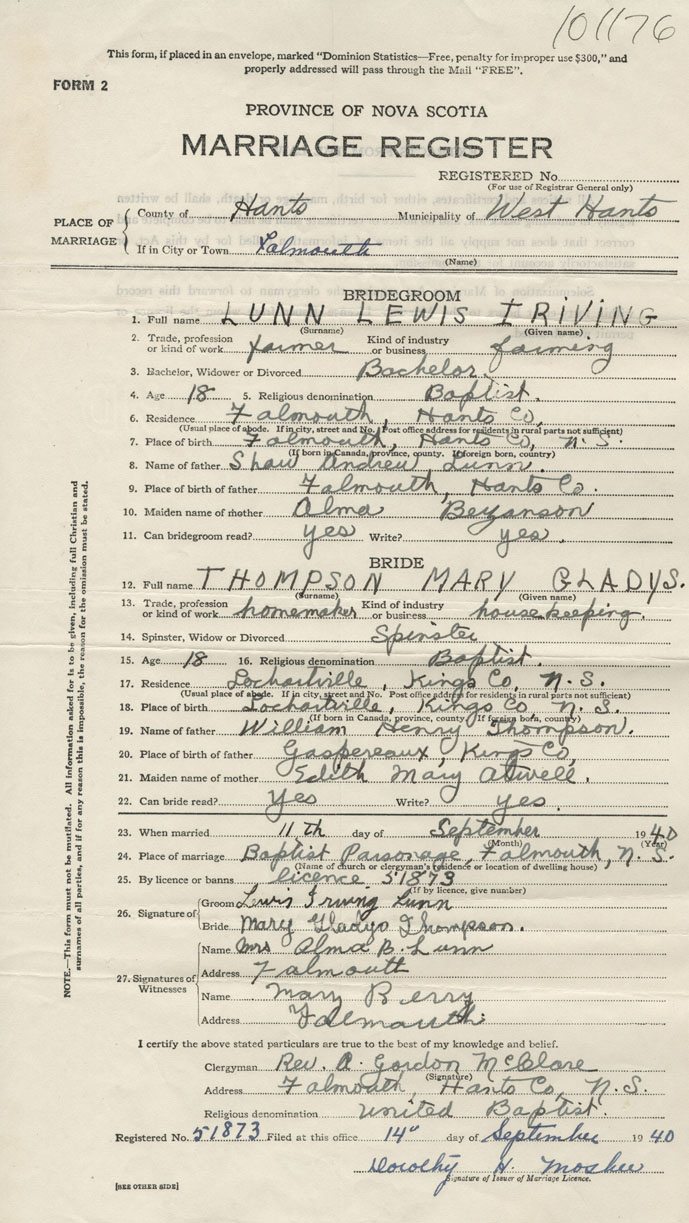 101176
This form, if placed in an envelope, marked "Dominion Statistics—Free, penalty for improper use $300," and
properly addressed will pass through the Mail "FREE".
FORM 2
PROVINCE OF NOVA SCOTIA
MARRIAGE REGISTER
REGISTERED No.
(For use of Registrar General only)
PLACE OF MARRIAGE
County of Hants Municipality of West Hants
If in City or Town Falmouth
(Name)
BRIDEGROOM
1. Full name LUNN LEWIS IRIVING
(Surname) (Given name)
2. Trade, profession or kind of work farmer Kind of industry or business farming
3. Bachelor, Widower or Divorced Bachelor.
4. Age 18 5. Religious denomination Baptist.
6. Residence Falmouth, Hants Co,
(Usual place of abode. If in city, street and No. Post office address for residents in rural parts not sufficient)
7. Place of birth Falmouth, Hants Co, N. S.
(If born in Canada, province, county. If foreign born, country)
8. Name of father Shaw Andrew Lunn.
9. Place of birth of father Falmouth, Hants Co.
10. Maiden name of mother Alma Bezanson
11. Can bridegroom read? yes Write? yes.
BRIDE
12. Full name THOMPSON MARY GLADYS.
(Surname) (Given name)
13. Trade, profession or kind of work homemaker Kind of industry or business housekeeping.
14. Spinster, Widow or Divorced Spinster
15. Age 18 16. Religious denomination Baptist.
17. Residence Lochartville, Kings Co, N. S.
(Usual place of abode. If in city, street and No. Post office address for residents in rural parts not sufficient)
18. Place of birth Lochartville, Kings Co, N. S.
(If born in Canada, province, county If foreign born, country)
19. Name of father William Henry Thompson.
20. Place of birth of father Gaspereaux, Kings Co,
21. Maiden name of mother Edith Mary Atwell.
22. Can bride read? Yes Write? yes.
23. When married 11th day of September 1940
(Month) (Year)
24. Place of marriage Baptist Parsonage, Falmouth, N. S.
(Name of church or clergyman's residence or location of dwelling house)
25. By licence or banns licence 51873
(If by licence, give number)
26. Signature of
Groom Lewis Irving Lunn
Bride Mary Gladys Thompson.
27. Signatures of Witnesses
Name Mrs Alma B. Lunn
Address Falmouth
Name Mary Berry
Address Falmouth.
I certify the above stated particulars are true to the best of my knowledge and belief.
Clergyman Rev. A. Gordon McClare
(Signature)
Address Falmouth, Hants Co, N. S.
Religious denomination United Baptist.
Registered No. 51873 Filed at this office 14" day of September 1940
Dorothy H. Mosher
Signature of Issuer of Marriage Licence.
[SEE OTHER SIDE]
NOTE.—This form must not be mutilated. All information asked for is to be given, including full Christian and
surnames of all parties, and if for any reason this is impossible, the reason for the omission must be stated.